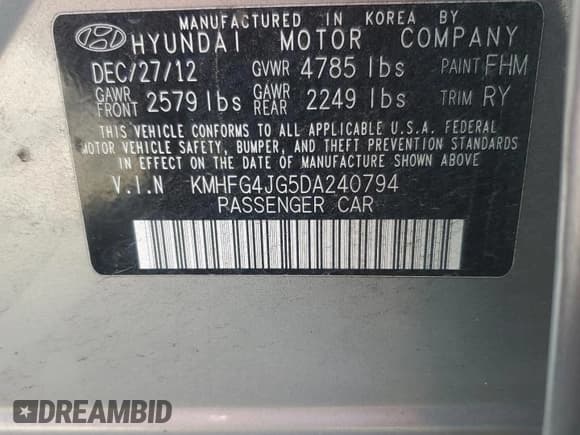 MANUFACTURED IN KOREA BY
HYUNDAI MOTOR COMPANY
DEC/27/12 GVWR 4785 lbs PAINT FHM
GAWR FRONT 2579 lbs GAWR REAR 2249 lbs TRIM RY
THIS VEHICLE CONFORMS TO ALL APPLICABLE U.S.A. FEDERAL
MOTOR VEHICLE SAFETY, BUMPER, AND THEFT PREVENTION STANDARDS
IN EFFECT ON THE DATE OF MANUFACTURE SHOWN ABOVE.
V.I.N KMHFG4JG5DA240794
PASSENGER CAR
DREAMBID